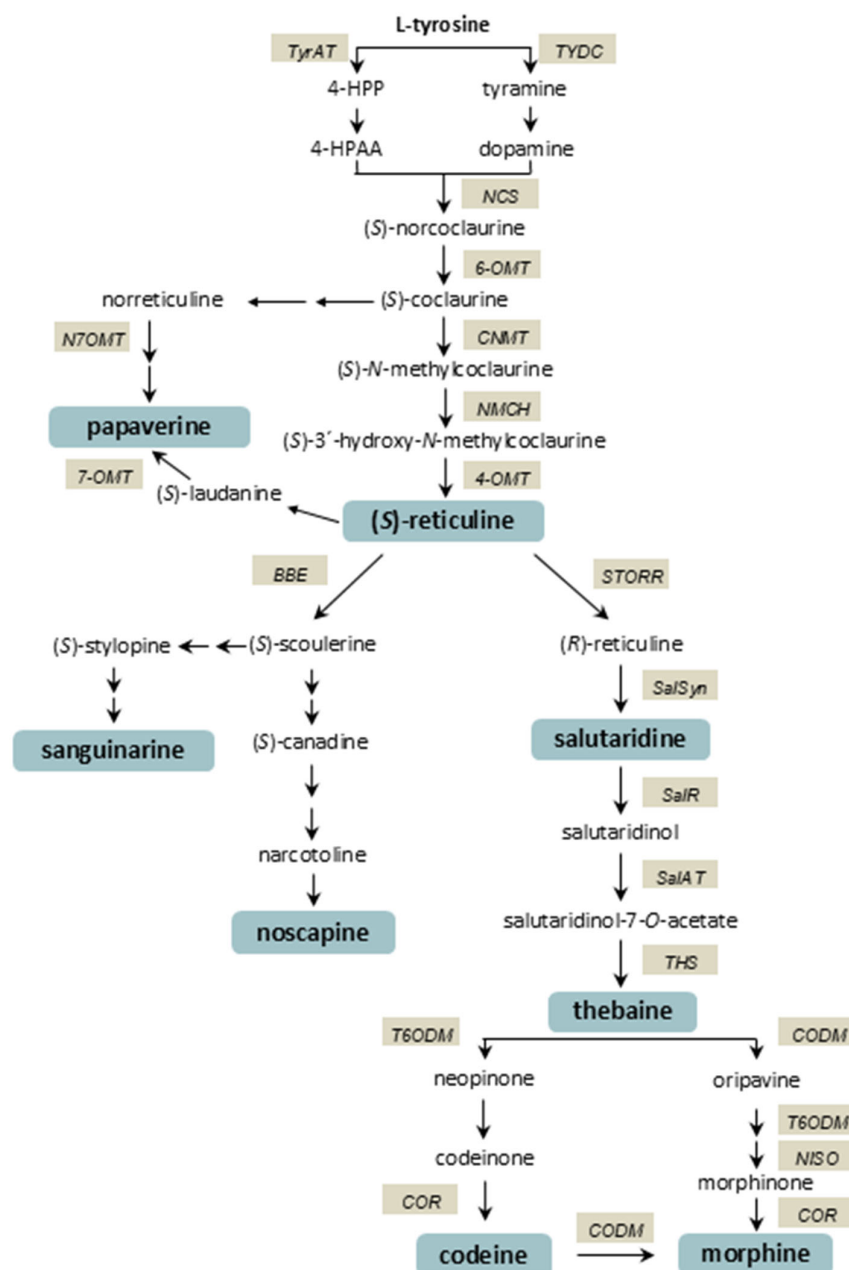 L-tyrosine
TyrAT
TYDC
4-HPP
tyramine
4-HPAA
dopamine
NCS
(S)-norcoclaurine
6-OMT
norreticuline
(S)-coclaurine
N7OMT
CNMT
(S)-N-methylcoclaurine
papaverine
NMCH
(S)-3´-hydroxy-N-methylcoclaurine
7-OMT
4-OMT
(S)-laudanine
(S)-reticuline
BBE
STORR
(S)-stylopine
(S)-scoulerine
(R)-reticuline
SalSyn
sanguinarine
(S)-canadine
salutaridine
SalR
salutaridinol
narcotoline
SalAT
salutaridinol-7-O-acetate
noscapine
THS
thebaine
T6ODM
CODM
neopinone
oripavine
T6ODM
codeinone
NISO
morphinone
COR
COR
CODM
codeine
morphine